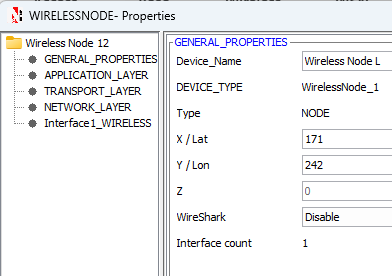 WIRELESSNODE- Properties
Wireless Node 12
GENERAL_PROPERTIES
APPLICATION_LAYER
TRANSPORT_LAYER
NETWORK_LAYER
Interface1_WIRELESS
GENERAL_PROPERTIES
Device_Name Wireless Node L
DEVICE_TYPE WirelessNode_1
Type NODE
X / Lat 171
Y / Lon 242
Z 0
WireShark Disable
Interface count 1